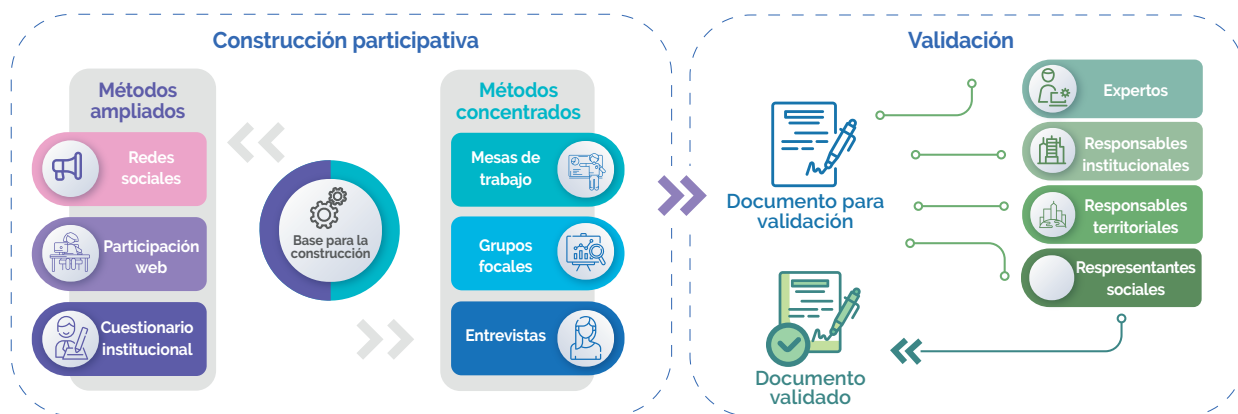 Construcción participativa
Métodos
ampliados
Redes
sociales
Participación
web
Cuestionario
institucional
Base para la
construcción
Métodos
concentrados
Mesas de
trabajo
Grupos
focales
Entrevistas
Validación
Documento para
validación
Expertos
Responsables
institucionales
Responsables
territoriales
Respresentantes
sociales
Documento
validado